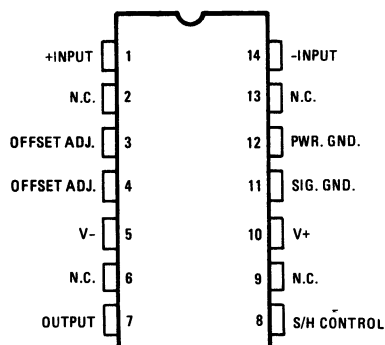 +INPUT 1 14 -INPUT
N.C. 2 13 N.C.
OFFSET ADJ. 3 12 PWR. GND.
OFFSET ADJ. 4 11 SIG. GND.
V- 5 10 V+
N.C. 6 9 N.C.
OUTPUT 7 8 S/H CONTROL